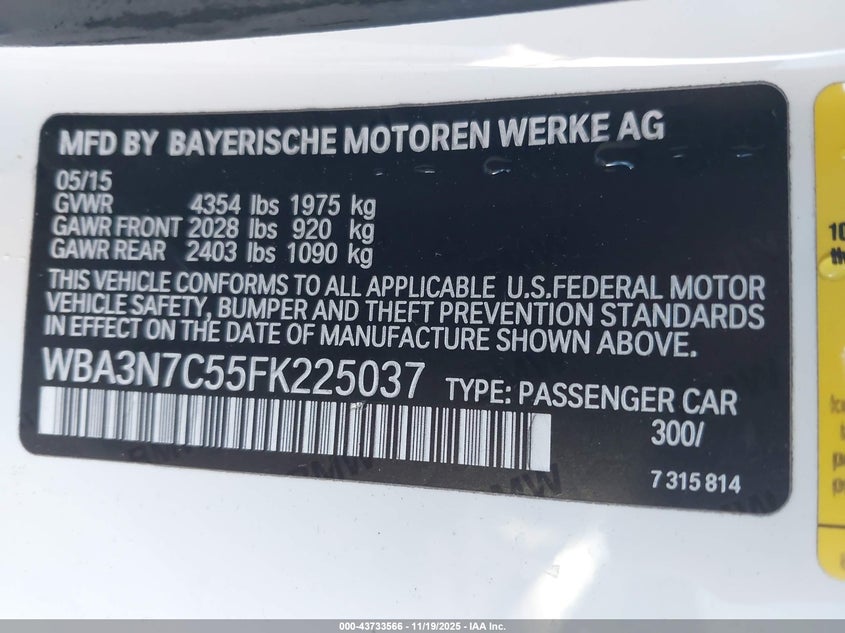 MFD BY BAYERISCHE MOTOREN WERKE AG
05/15
GVWR 4354 lbs 1975 kg
GAWR FRONT 2028 lbs 920 kg
GAWR REAR 2403 lbs 1090 kg
THIS VEHICLE CONFORMS TO ALL APPLICABLE U.S.FEDERAL MOTOR
VEHICLE SAFETY, BUMPER AND THEFT PREVENTION STANDARDS
IN EFFECT ON THE DATE OF MANUFACTURE SHOWN ABOVE.
WBA3N7C55FK225037 TYPE: PASSENGER CAR
300/
7 315 814
000-43733566 - 11/19/2025 - IAA Inc.